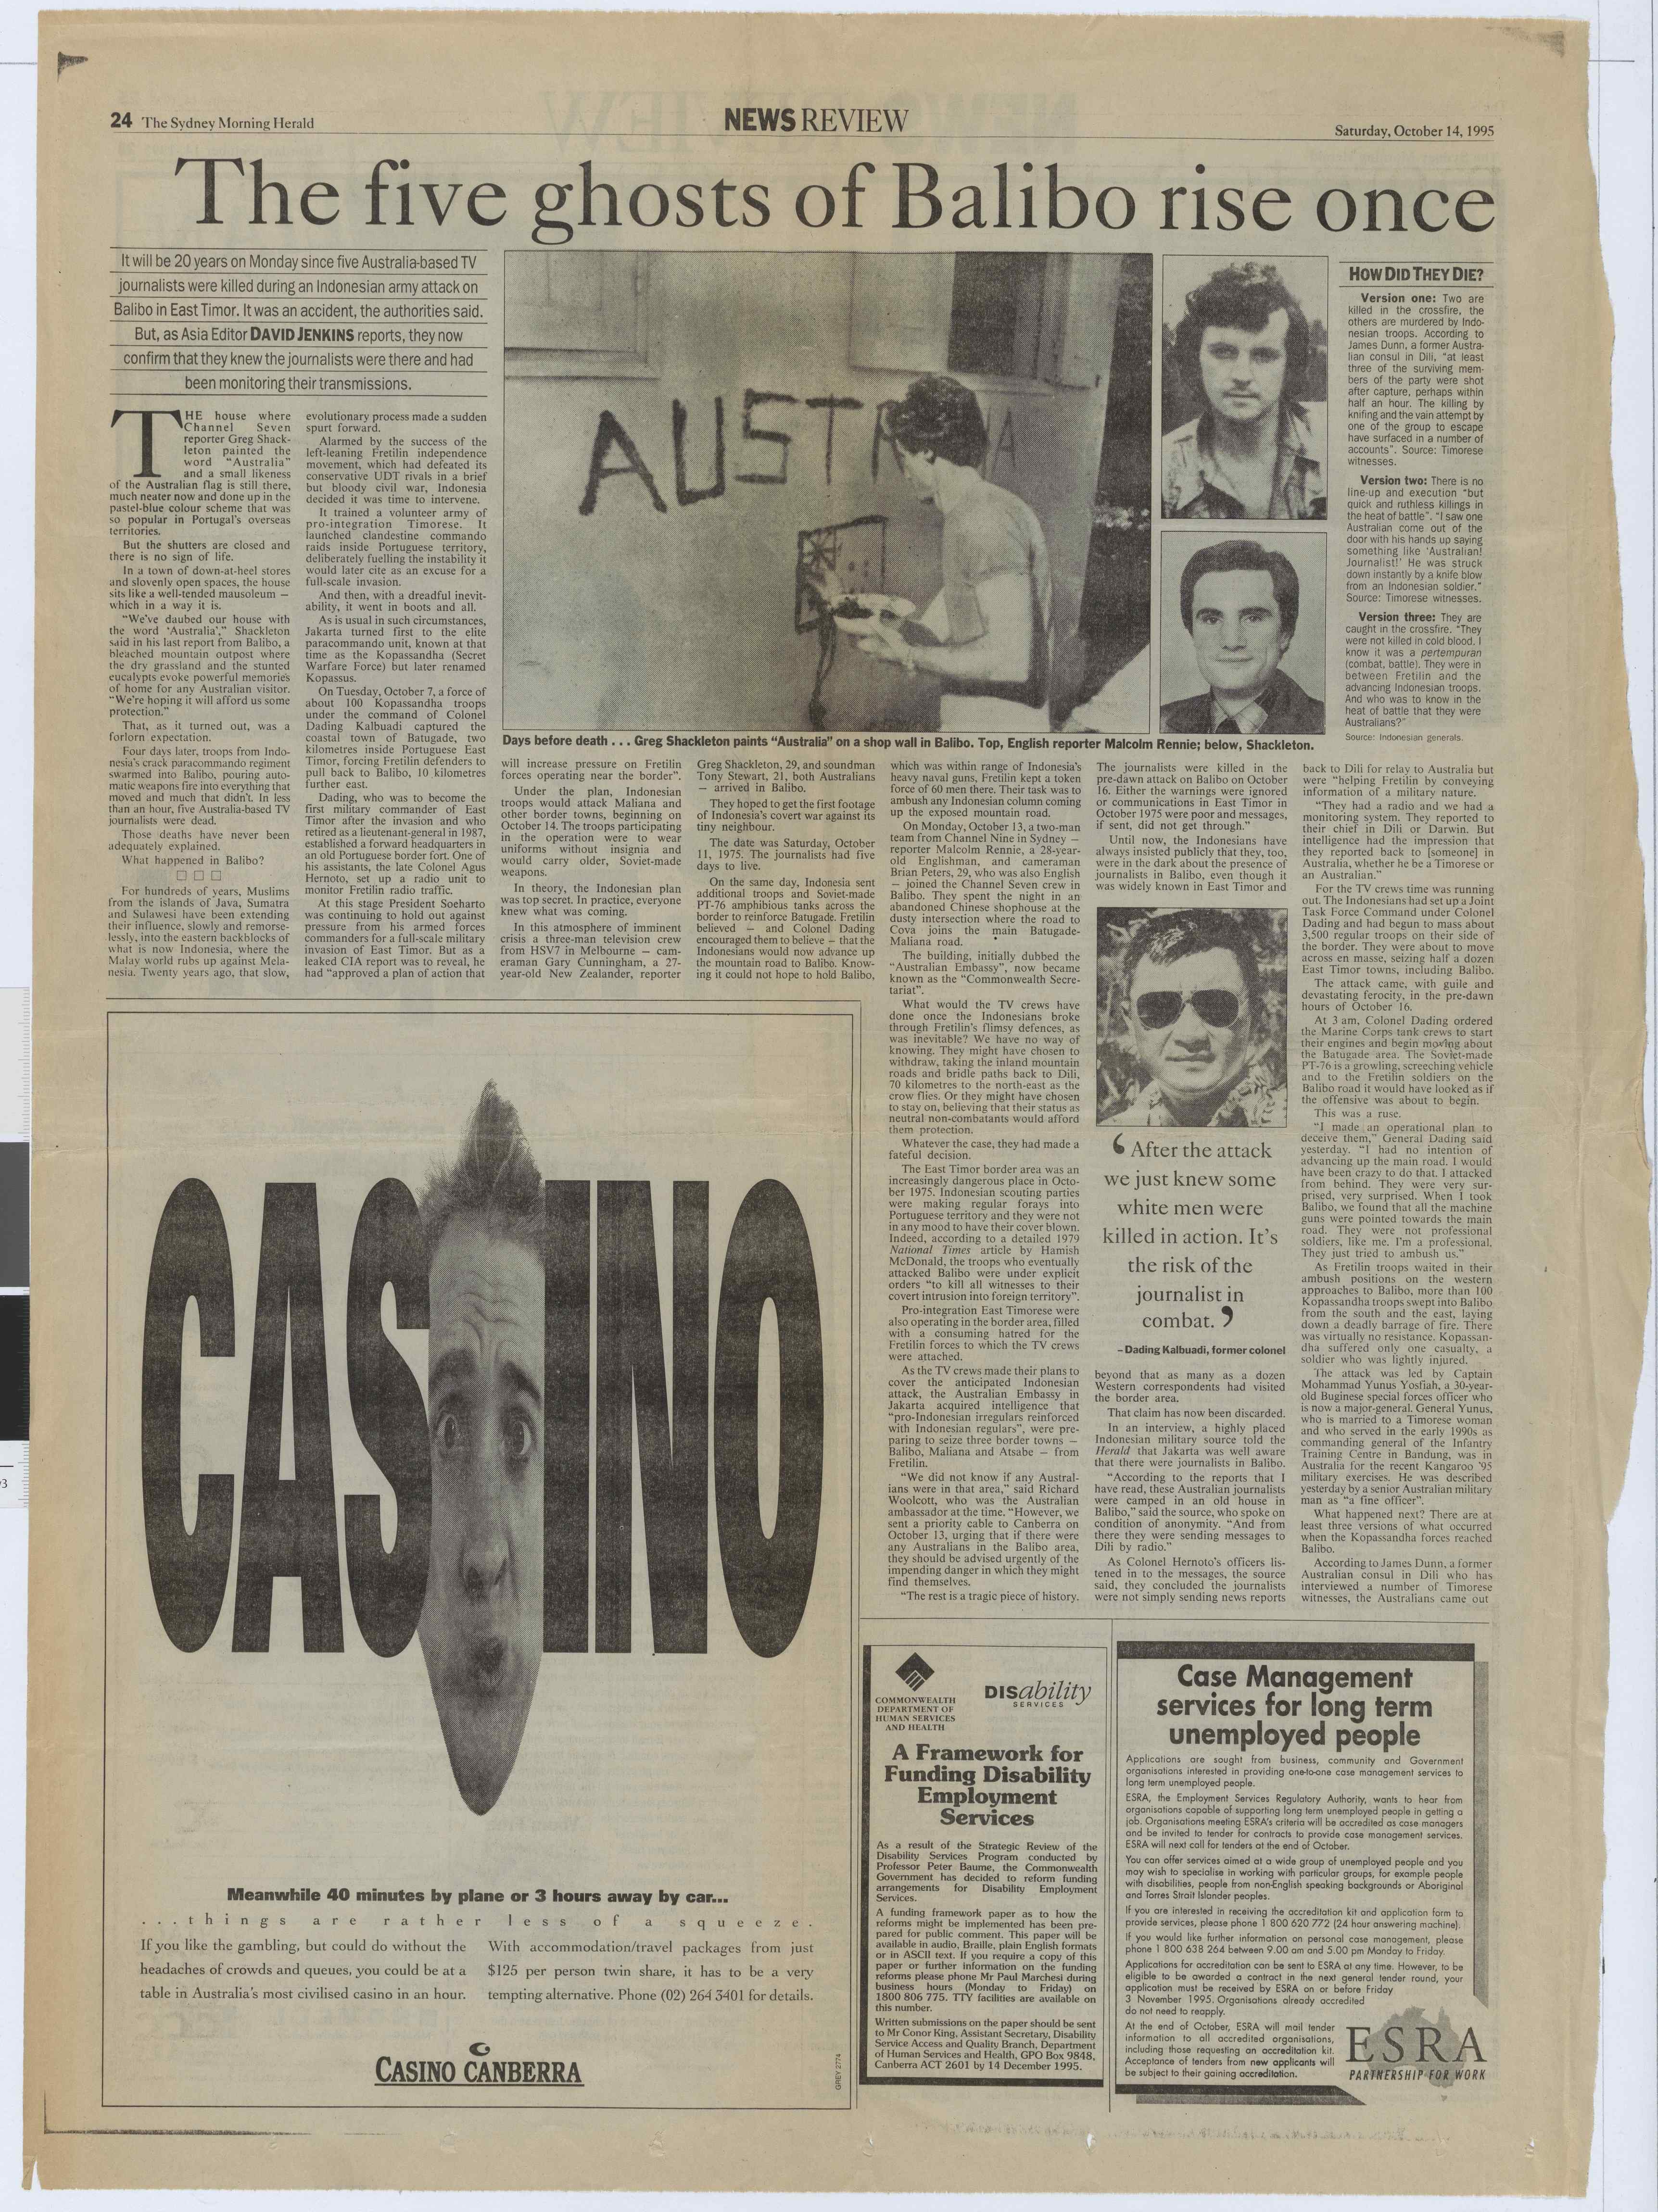 24 The Sydney Morning Herald
NEWS REVIEW
Saturday, October 14, 1995
The five ghosts of Balibo rise once
It will be 20 years on Monday since five Australia-based TV
journalists were killed during an Indonesian army attack on
Balibo in East Timor. It was an accident, the authorities said.
But, as Asia Editor DAVID JENKINS reports, they now
confirm that they knew the journalists were there and had
been monitoring their transmissions.
THE house where
Channel Seven
reporter Greg Shack-
leton painted the
word “Australia”
and a small likeness
of the Australian flag is still there,
much neater now and done up in the
pastel-blue colour scheme that was
so popular in Portugal's overseas
territories.
But the shutters are closed and
there is no sign of life.
In a town of down-at-heel stores
and slovenly open spaces, the house
sits like a well-tended mausoleum —
which in a way it is.
“We've daubed our house with
the word ‘Australia’,” Shackleton
said in his last report from Balibo, a
bleached mountain outpost where
the dry grassland and the stunted
eucalypts evoke powerful memories
of home for any Australian visitor.
“We're hoping it will afford us some
protection.”
That, as it turned out, was a
forlorn expectation.
Four days later, troops from Indo-
nesia's crack paracommando regiment
swarmed into Balibo, pouring auto-
matic weapons fire into everything that
moved and much that didn't. In less
than an hour, five Australia-based TV
journalists were dead.
Those deaths have never been
adequately explained.
What happened in Balibo?
□ □ □
For hundreds of years, Muslims
from the islands of Java, Sumatra
and Sulawesi have been extending
their influence, slowly and remorse-
lessly, into the eastern backblocks of
what is now Indonesia, where the
Malay world rubs up against Mela-
nesia. Twenty years ago, that slow,
evolutionary process made a sudden
spurt forward.
Alarmed by the success of the
left-leaning Fretilin independence
movement, which had defeated its
conservative UDT rivals in a brief
but bloody civil war, Indonesia
decided it was time to intervene.
It trained a volunteer army of
pro-integration Timorese. It
launched clandestine commando
raids inside Portuguese territory,
deliberately fuelling the instability it
would later cite as an excuse for a
full-scale invasion.
And then, with a dreadful inevit-
ability, it went in boots and all.
As is usual in such circumstances,
Jakarta turned first to the elite
paracommando unit, known at that
time as the Kopassandha (Secret
Warfare Force) but later renamed
Kopassus.
On Tuesday, October 7, a force of
about 100 Kopassandha troops
under the command of Colonel
Dading Kalbuadi captured the
coastal town of Batugade, two
kilometres inside Portuguese East
Timor, forcing Fretilin defenders to
pull back to Balibo, 10 kilometres
further east.
Dading, who was to become the
first military commander of East
Timor after the invasion and who
retired as a lieutenant-general in 1987,
established a forward headquarters in
an old Portuguese border fort. One of
his assistants, the late Colonel Agus
Hernoto, set up a radio unit to
monitor Fretilin radio traffic.
At this stage President Soeharto
was continuing to hold out against
pressure from his armed forces
commanders for a full-scale military
invasion of East Timor. But as a
leaked CIA report was to reveal, he
had “approved a plan of action that
AUSTRA A
Days before death . . . Greg Shackleton paints “Australia” on a shop wall in Balibo. Top, English reporter Malcolm Rennie; below, Shackleton.
HOW DID THEY DIE?
Version one: Two are
killed in the crossfire, the
others are murdered by Indo-
nesian troops. According to
James Dunn, a former Austra-
lian consul in Dili, “at least
three of the surviving mem-
bers of the party were shot
after capture, perhaps within
half an hour. The killing by
knifing and the vain attempt by
one of the group to escape
have surfaced in a number of
accounts”. Source: Timorese
witnesses.
Version two: There is no
line-up and execution “but
quick and ruthless killings in
the heat of battle”. “I saw one
Australian come out of the
door with his hands up saying
something like ‘Australian!
Journalist!’ He was struck
down instantly by a knife blow
from an Indonesian soldier.”
Source: Timorese witnesses.
Version three: They are
caught in the crossfire. “They
were not killed in cold blood. I
know it was a pertempuran
(combat, battle). They were in
between Fretilin and the
advancing Indonesian troops.
And who was to know in the
heat of battle that they were
Australians?”
Source: Indonesian generals.
will increase pressure on Fretilin
forces operating near the border”.
Under the plan, Indonesian
troops would attack Maliana and
other border towns, beginning on
October 14. The troops participating
in the operation were to wear
uniforms without insignia and
would carry older, Soviet-made
weapons.
In theory, the Indonesian plan
was top secret. In practice, everyone
knew what was coming.
In this atmosphere of imminent
crisis a three-man television crew
from HSV7 in Melbourne — cam-
eraman Gary Cunningham, a 27-
year-old New Zealander, reporter
Greg Shackleton, 29, and soundman
Tony Stewart, 21, both Australians
— arrived in Balibo.
They hoped to get the first footage
of Indonesia's covert war against its
tiny neighbour.
The date was Saturday, October
11, 1975. The journalists had five
days to live.
On the same day, Indonesia sent
additional troops and Soviet-made
PT-76 amphibious tanks across the
border to reinforce Batugade. Fretilin
believed — and Colonel Dading
encouraged them to believe — that the
Indonesians would now advance up
the mountain road to Balibo. Know-
ing it could not hope to hold Balibo,
which was within range of Indonesia's
heavy naval guns, Fretilin kept a token
force of 60 men there. Their task was to
ambush any Indonesian column coming
up the exposed mountain road.
On Monday, October 13, a two-man
team from Channel Nine in Sydney —
reporter Malcolm Rennie, a 28-year-
old Englishman, and cameraman
Brian Peters, 29, who was also English
— joined the Channel Seven crew in
Balibo. They spent the night in an
abandoned Chinese shophouse at the
dusty intersection where the road to
Cova joins the main Batugade-
Maliana road.
The building, initially dubbed the
“Australian Embassy”, now became
known as the “Commonwealth Secre-
tariat”.
What would the TV crews have
done once the Indonesians broke
through Fretilin's flimsy defences, as
was inevitable? We have no way of
knowing. They might have chosen to
withdraw, taking the inland mountain
roads and bridle paths back to Dili,
70 kilometres to the north-east as the
crow flies. Or they might have chosen
to stay on, believing that their status as
neutral non-combatants would afford
them protection.
Whatever the case, they had made a
fateful decision.
The East Timor border area was an
increasingly dangerous place in Octo-
ber 1975. Indonesian scouting parties
were making regular forays into
Portuguese territory and they were not
in any mood to have their cover blown.
Indeed, according to a detailed 1979
National Times article by Hamish
McDonald, the troops who eventually
attacked Balibo were under explicit
orders “to kill all witnesses to their
covert intrusion into foreign territory”.
Pro-integration East Timorese were
also operating in the border area, filled
with a consuming hatred for the
Fretilin forces to which the TV crews
were attached.
As the TV crews made their plans to
cover the anticipated Indonesian
attack, the Australian Embassy in
Jakarta acquired intelligence that
“pro-Indonesian irregulars reinforced
with Indonesian regulars”, were pre-
paring to seize three border towns —
Balibo, Maliana and Atsabe — from
Fretilin.
“We did not know if any Austral-
ians were in that area,” said Richard
Woolcott, who was the Australian
ambassador at the time. “However, we
sent a priority cable to Canberra on
October 13, urging that if there were
any Australians in the Balibo area,
they should be advised urgently of the
impending danger in which they might
find themselves.
“The rest is a tragic piece of history.
The journalists were killed in the
pre-dawn attack on Balibo on October
16. Either the warnings were ignored
or communications in East Timor in
October 1975 were poor and messages,
if sent, did not get through.”
Until now, the Indonesians have
always insisted publicly that they, too,
were in the dark about the presence of
journalists in Balibo, even though it
was widely known in East Timor and
‘After the attack
we just knew some
white men were
killed in action. It's
the risk of the
journalist in
combat.’
– Dading Kalbuadi, former colonel
beyond that as many as a dozen
Western correspondents had visited
the border area.
That claim has now been discarded.
In an interview, a highly placed
Indonesian military source told the
Herald that Jakarta was well aware
that there were journalists in Balibo.
“According to the reports that I
have read, these Australian journalists
were camped in an old house in
Balibo,” said the source, who spoke on
condition of anonymity. “And from
there they were sending messages to
Dili by radio.”
As Colonel Hernoto's officers lis-
tened in to the messages, the source
said, they concluded the journalists
were not simply sending news reports
back to Dili for relay to Australia but
were “helping Fretilin by conveying
information of a military nature.
“They had a radio and we had a
monitoring system. They reported to
their chief in Dili or Darwin. But
intelligence had the impression that
they reported back to [someone] in
Australia, whether he be a Timorese or
an Australian.”
For the TV crews time was running
out. The Indonesians had set up a Joint
Task Force Command under Colonel
Dading and had begun to mass about
3,500 regular troops on their side of
the border. They were about to move
across en masse, seizing half a dozen
East Timor towns, including Balibo.
The attack came, with guile and
devastating ferocity, in the pre-dawn
hours of October 16.
At 3 am, Colonel Dading ordered
the Marine Corps tank crews to start
their engines and begin moving about
the Batugade area. The Soviet-made
PT-76 is a growling, screeching vehicle
and to the Fretilin soldiers on the
Balibo road it would have looked as if
the offensive was about to begin.
This was a ruse.
“I made an operational plan to
deceive them,” General Dading said
yesterday. “I had no intention of
advancing up the main road. I would
have been crazy to do that. I attacked
from behind. They were very sur-
prised, very surprised. When I took
Balibo, we found that all the machine
guns were pointed towards the main
road. They were not professional
soldiers, like me. I'm a professional.
They just tried to ambush us.”
As Fretilin troops waited in their
ambush positions on the western
approaches to Balibo, more than 100
Kopassandha troops swept into Balibo
from the south and the east, laying
down a deadly barrage of fire. There
was virtually no resistance. Kopassan-
dha suffered only one casualty, a
soldier who was lightly injured.
The attack was led by Captain
Mohammad Yunus Yosfiah, a 30-year-
old Buginese special forces officer who
is now a major-general. General Yunus,
who is married to a Timorese woman
and who served in the early 1990s as
commanding general of the Infantry
Training Centre in Bandung, was in
Australia for the recent Kangaroo '95
military exercises. He was described
yesterday by a senior Australian military
man as “a fine officer”.
What happened next? There are at
least three versions of what occurred
when the Kopassandha forces reached
Balibo.
According to James Dunn, a former
Australian consul in Dili who has
interviewed a number of Timorese
witnesses, the Australians came out
CASINO
Meanwhile 40 minutes by plane or 3 hours away by car...
...things are rather less of a squeeze.
If you like the gambling, but could do without the
headaches of crowds and queues, you could be at a
table in Australia's most civilised casino in an hour.
With accommodation/travel packages from just
$125 per person twin share, it has to be a very
tempting alternative. Phone (02) 264 3401 for details.
CASINO CANBERRA
GREY 2774
COMMONWEALTH
DEPARTMENT OF
HUMAN SERVICES
AND HEALTH
DISability
SERVICES
A Framework for
Funding Disability
Employment
Services
As a result of the Strategic Review of the
Disability Services Program conducted by
Professor Peter Baume, the Commonwealth
Government has decided to reform funding
arrangements for Disability Employment
Services.
A funding framework paper as to how the
reforms might be implemented has been pre-
pared for public comment. This paper will be
available in audio, Braille, plain English formats
or in ASCII text. If you require a copy of this
paper or further information on the funding
reforms please phone Mr Paul Marchesi during
business hours (Monday to Friday) on
1800 806 775. TTY facilities are available on
this number.
Written submissions on the paper should be sent
to Mr Conor King, Assistant Secretary, Disability
Service Access and Quality Branch, Department
of Human Services and Health, GPO Box 9848,
Canberra ACT 2601 by 14 December 1995.
Case Management
services for long term
unemployed people
Applications are sought from business, community and Government
organisations interested in providing one-to-one case management services to
long term unemployed people.
ESRA, the Employment Services Regulatory Authority, wants to hear from
organisations capable of supporting long term unemployed people in getting a
job. Organisations meeting ESRA's criteria will be accredited as case managers
and be invited to tender for contracts to provide case management services.
ESRA will next call for tenders at the end of October.
You can offer services aimed at a wide group of unemployed people and you
may wish to specialise in working with particular groups, for example people
with disabilities, people from non-English speaking backgrounds or Aboriginal
and Torres Strait Islander peoples.
If you are interested in receiving the accreditation kit and application form to
provide services, please phone 1 800 620 772 (24 hour answering machine).
If you would like further information on personal case management, please
phone 1 800 638 264 between 9.00 am and 5.00 pm Monday to Friday.
Applications for accreditation can be sent to ESRA at any time. However, to be
eligible to be awarded a contract in the next general tender round, your
application must be received by ESRA on or before Friday
3 November 1995. Organisations already accredited
do not need to reapply.
At the end of October, ESRA will mail tender
information to all accredited organisations,
including those requesting an accreditation kit.
Acceptance of tenders from new applicants will
be subject to their gaining accreditation.
ESRA
PARTNERSHIP FOR WORK